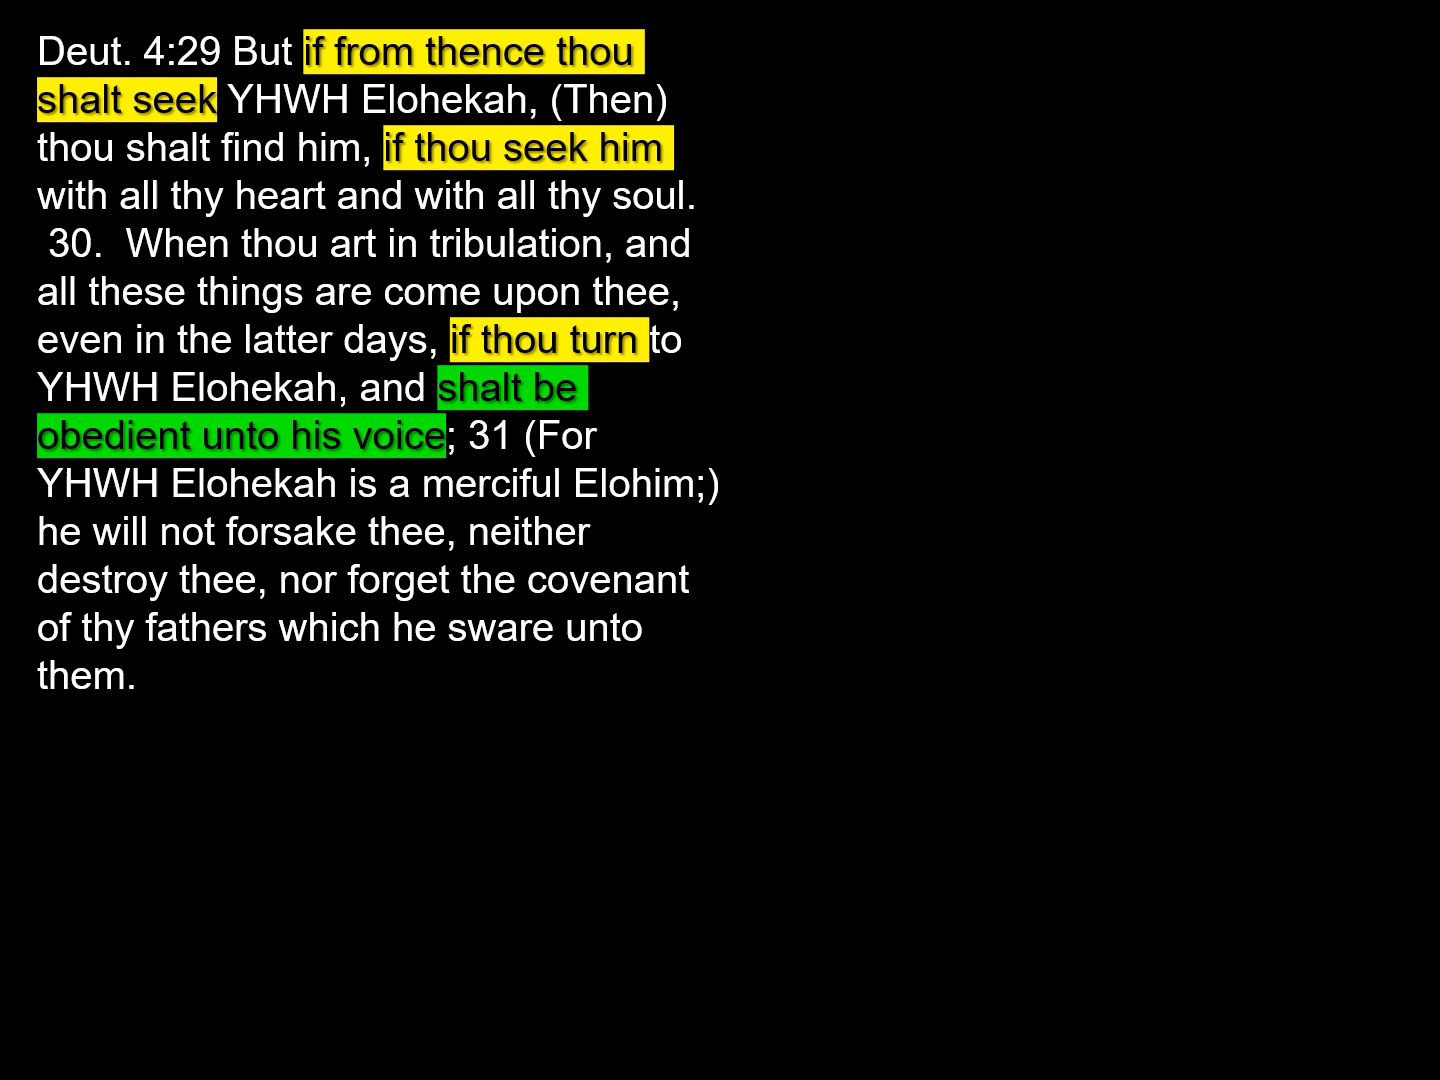 Deut. 4:29 But if from thence thou
shalt seek YHWH Elohekah, (Then)
thou shalt find him, if thou seek him
with all thy heart and with all thy soul.
30.  When thou art in tribulation, and
all these things are come upon thee,
even in the latter days, if thou turn to
YHWH Elohekah, and shalt be
obedient unto his voice; 31 (For
YHWH Elohekah is a merciful Elohim;)
he will not forsake thee, neither
destroy thee, nor forget the covenant
of thy fathers which he sware unto
them.